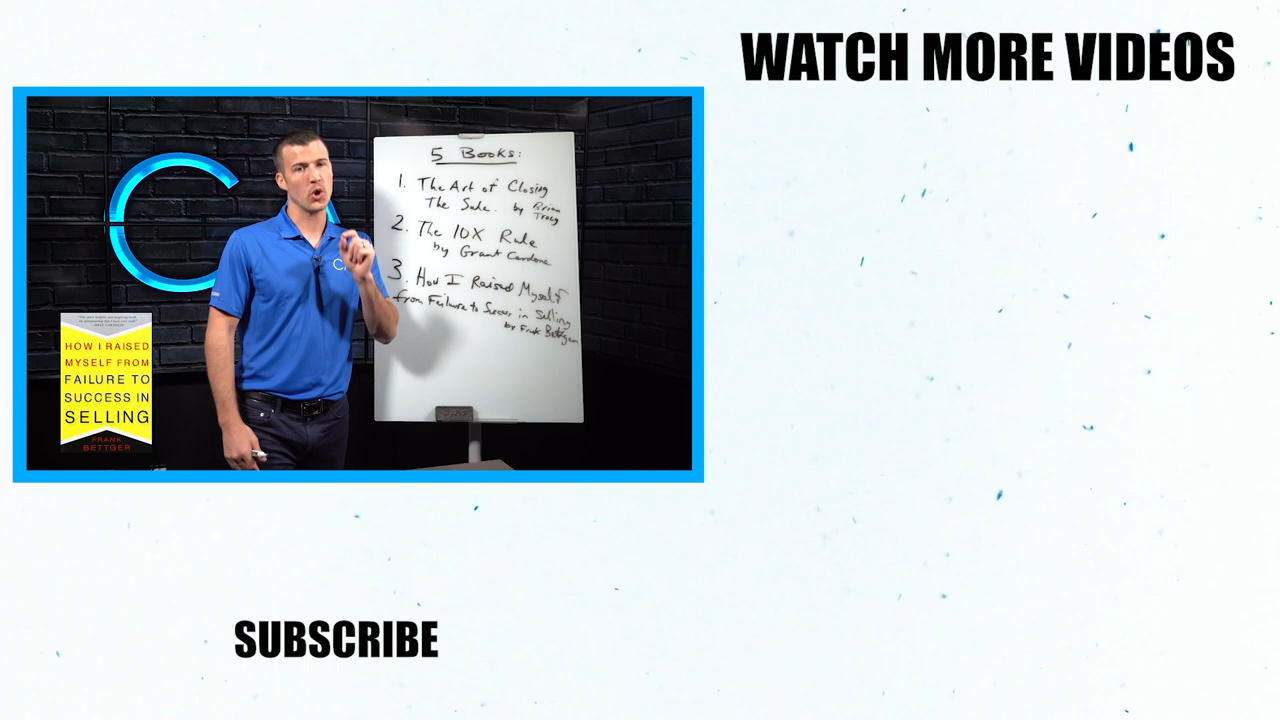 WATCH MORE VIDEOS
5 Books:
1. The Art of Closing
The Sale. by Brian
Tracy
2. The 10X Rule
by Grant Cardone
3. How I Raised Myself
from Failure to Success in Selling
by Frank Bettger
HOW I RAISED
MYSELF FROM
FAILURE TO
SUCCESS IN
SELLING
FRANK
BETTGER
SUBSCRIBE